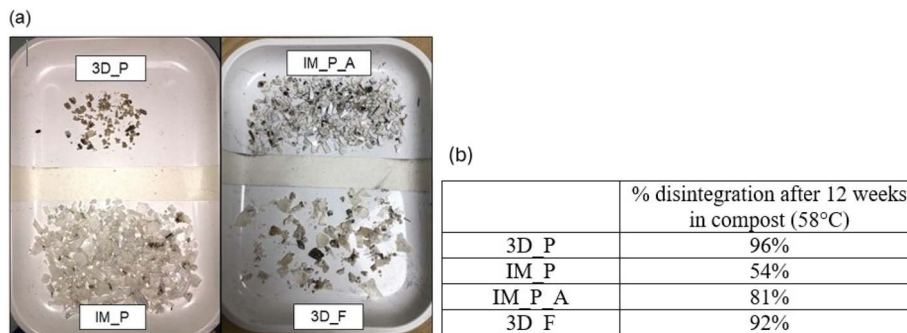 (a)
3D_P
IM_P_A
IM_P
3D_F
(b)
% disintegration after 12 weeks
in compost (58°C)
3D_P 96%
IM_P 54%
IM_P_A 81%
3D_F 92%